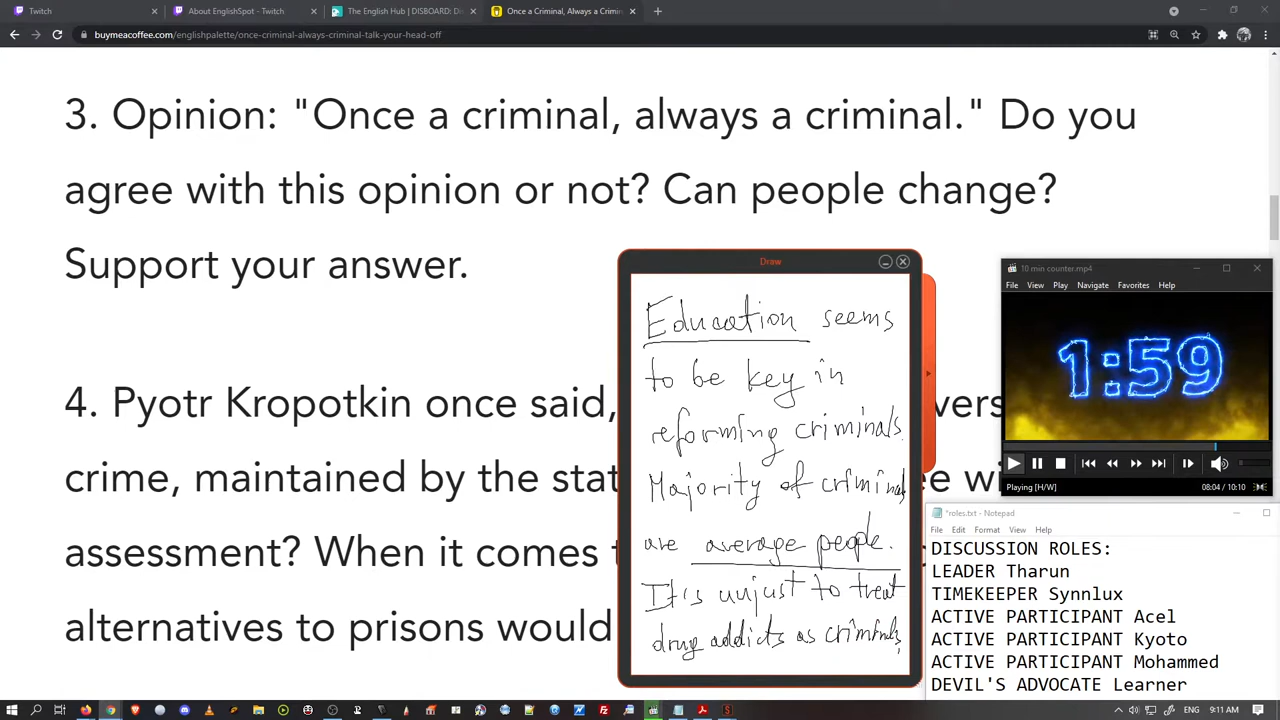 Twitch
About EnglishSpot - Twitch
The English Hub | DISBOARD: Di
Once a Criminal, Always a Crimin
buymeacoffee.com/englishpalette/once-criminal-always-criminal-talk-your-head-off
3. Opinion: "Once a criminal, always a criminal." Do you
agree with this opinion or not? Can people change?
Support your answer.
4. Pyotr Kropotkin once said,
vers
crime, maintained by the stat
ee wi
assessment? When it comes t
alternatives to prisons would
Draw
Education seems
to be key in
reforming criminals.
Majority of criminals
are average people.
It's unjust to treat
drug addicts as criminals,
10 min counter.mp4
File View Play Navigate Favorites Help
1:59
Playing [H/W]
08:04 / 10:10
*roles.txt - Notepad
File Edit Format View Help
DISCUSSION ROLES:
LEADER Tharun
TIMEKEEPER Synnlux
ACTIVE PARTICIPANT Acel
ACTIVE PARTICIPANT Kyoto
ACTIVE PARTICIPANT Mohammed
DEVIL'S ADVOCATE Learner
ENG
9:11 AM